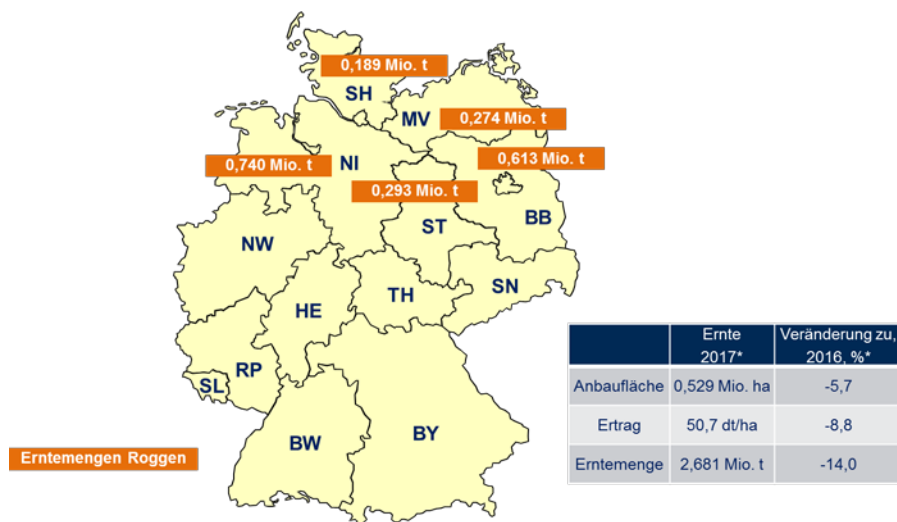 0,189 Mio. t
SH
MV
0,274 Mio. t
NI
0,740 Mio. t
0,613 Mio. t
0,293 Mio. t
BB
ST
NW
SN
TH
HE
RP
SL
BW
BY
Erntemengen Roggen
Ernte
2017*
Veränderung zu,
2016, %*
Anbaufläche 0,529 Mio. ha -5,7
Ertrag 50,7 dt/ha -8,8
Erntemenge 2,681 Mio. t -14,0